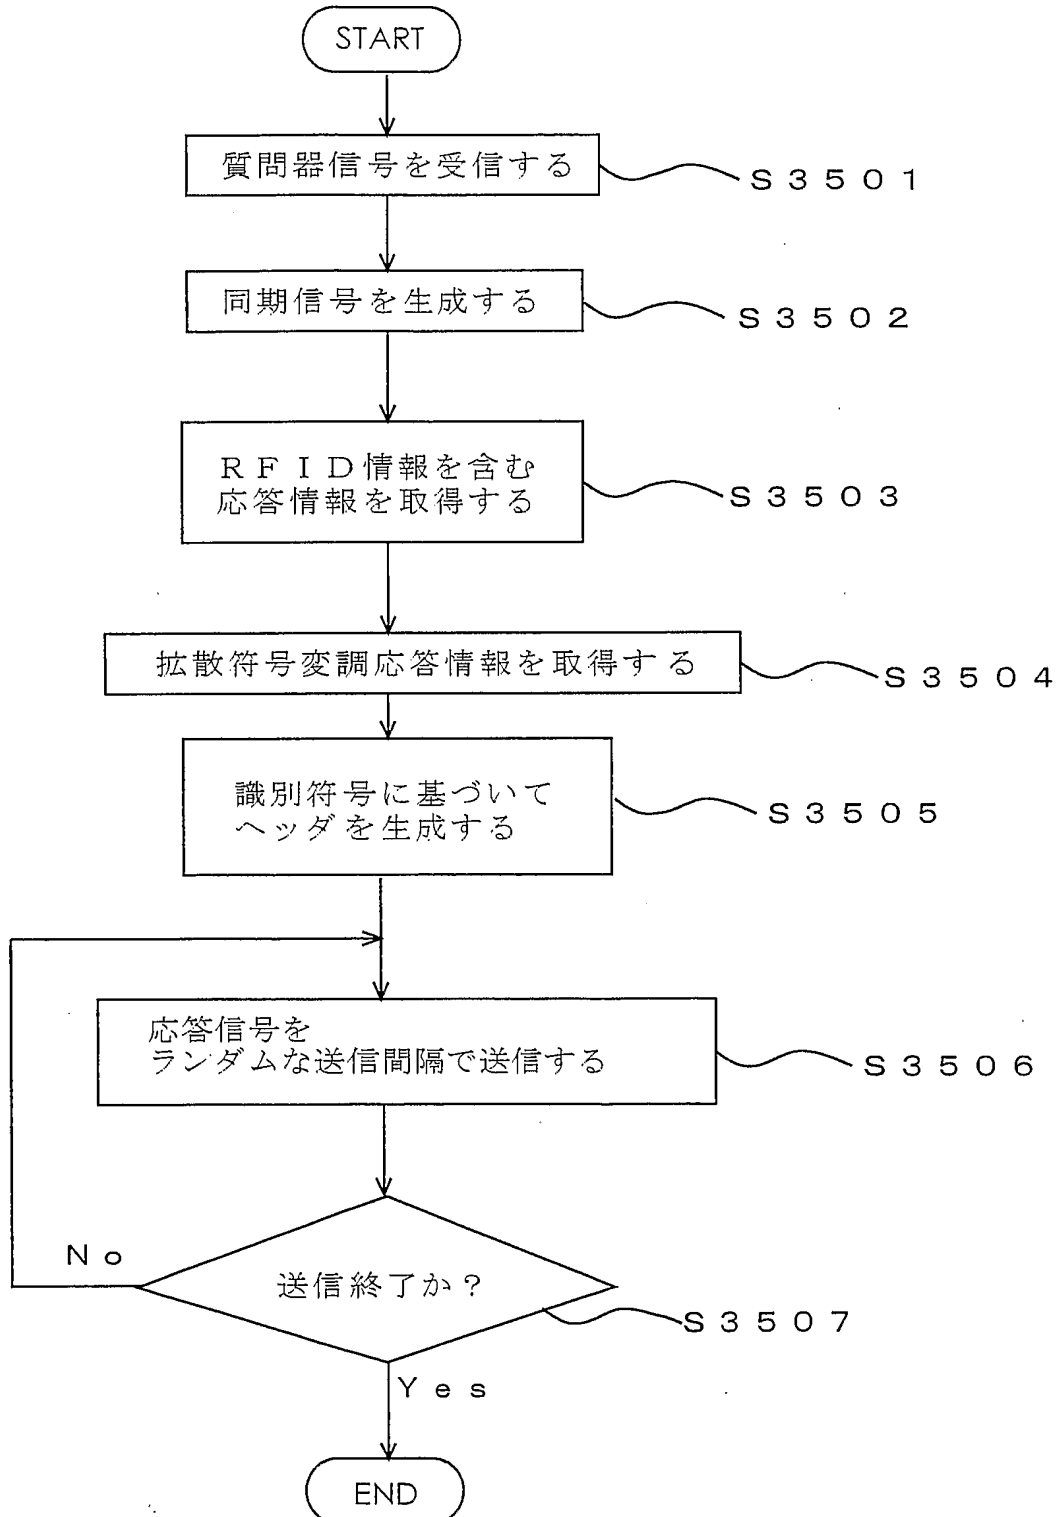 START
質問器信号を受信する
S3501
同期信号を生成する
S3502
RFID情報を含む
応答情報を取得する
S3503
拡散符号変調応答情報を取得する
S3504
識別符号に基づいて
ヘッダを生成する
S3505
応答信号を
ランダムな送信間隔で送信する
S3506
No
送信終了か?
S3507
Yes
END